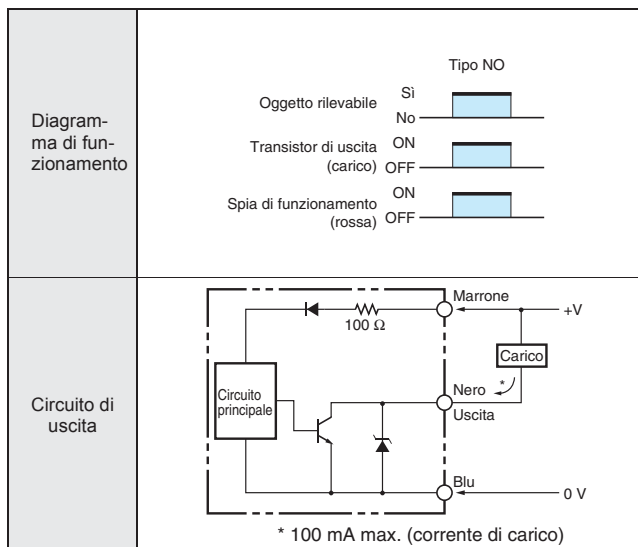 Diagram-
ma di fun-
zionamento
Tipo NO
Oggetto rilevabile
Sì
No
Transistor di uscita
(carico)
ON
OFF
Spia di funzionamento
(rossa)
ON
OFF
Circuito di
uscita
Marrone
+V
100 Ω
Carico
*
Circuito
principale
Nero
Uscita
Blu
0 V
* 100 mA max. (corrente di carico)